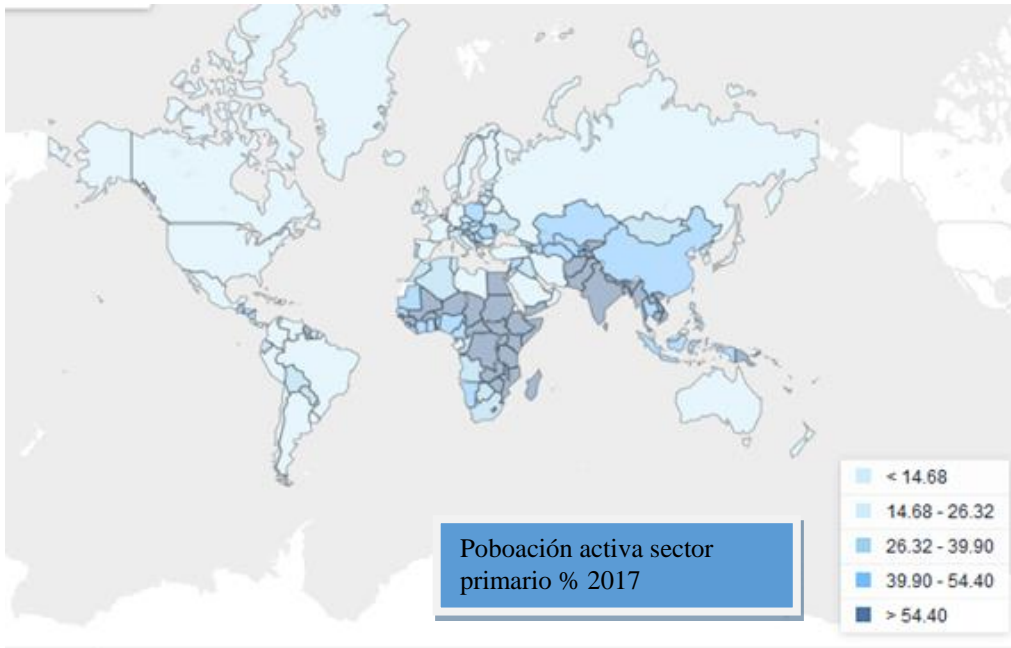 Poboación activa sector
primario % 2017
< 14.68
14.68 - 26.32
26.32 - 39.90
39.90 - 54.40
> 54.40